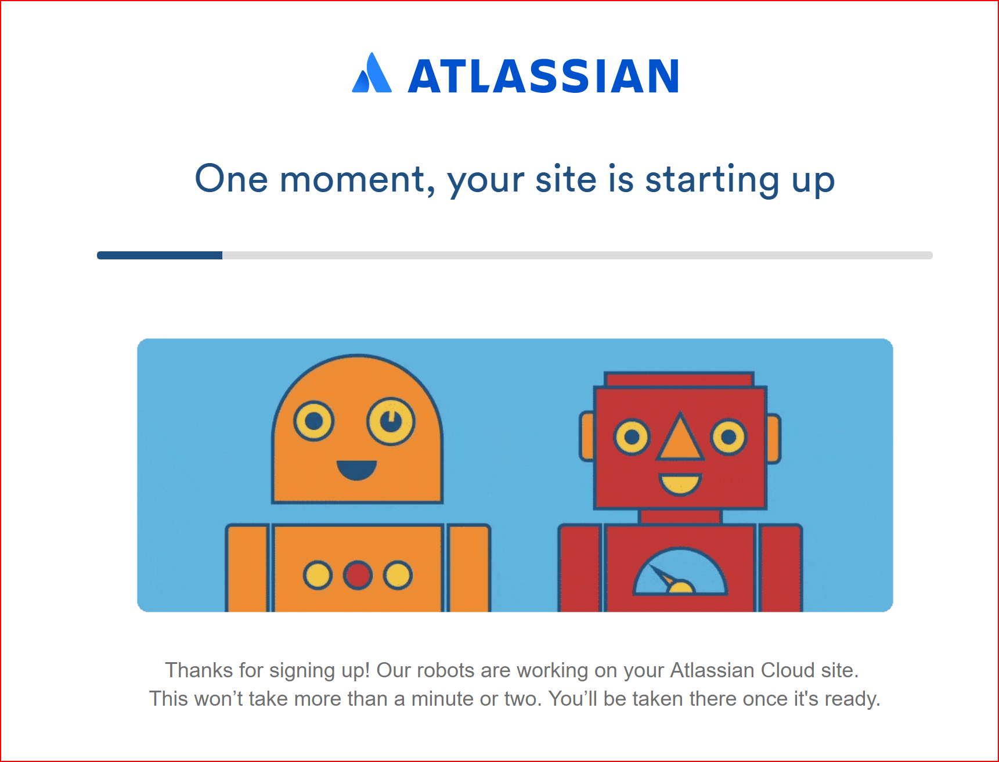 ATLASSIAN
One moment, your site is starting up
Thanks for signing up! Our robots are working on your Atlassian Cloud site.
This won’t take more than a minute or two. You’ll be taken there once it's ready.